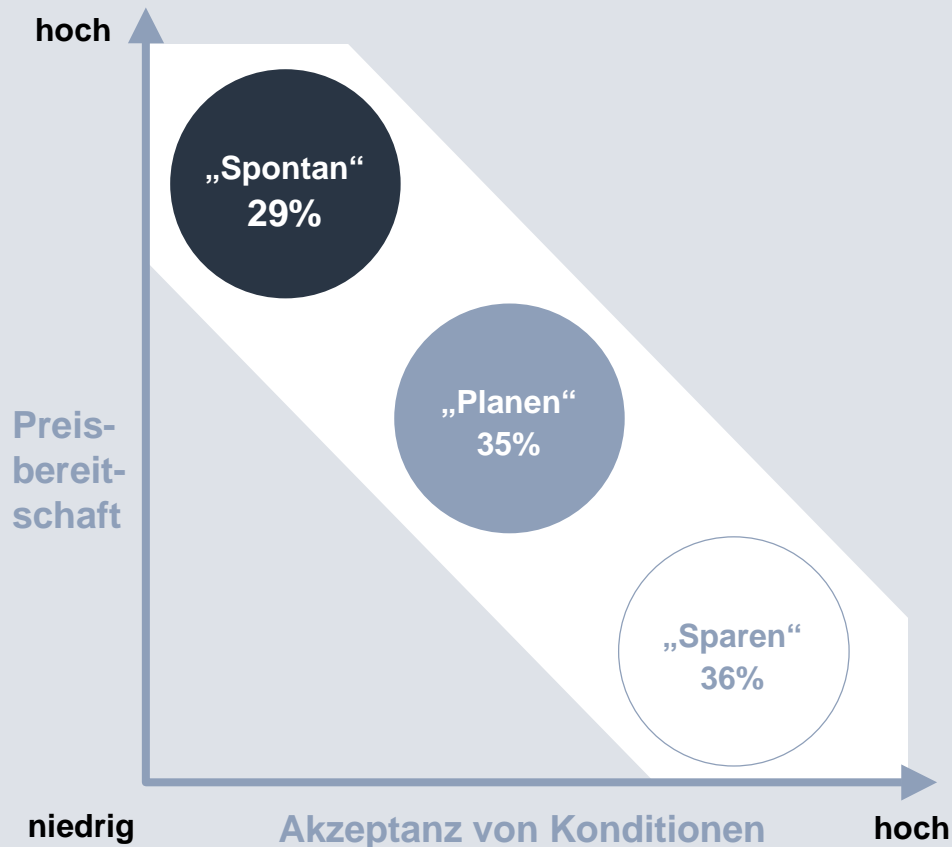 hoch
„Spontan“
29%
„Planen“
35%
Preis-
bereit-
schaft
„Sparen“
36%
niedrig
Akzeptanz von Konditionen
hoch